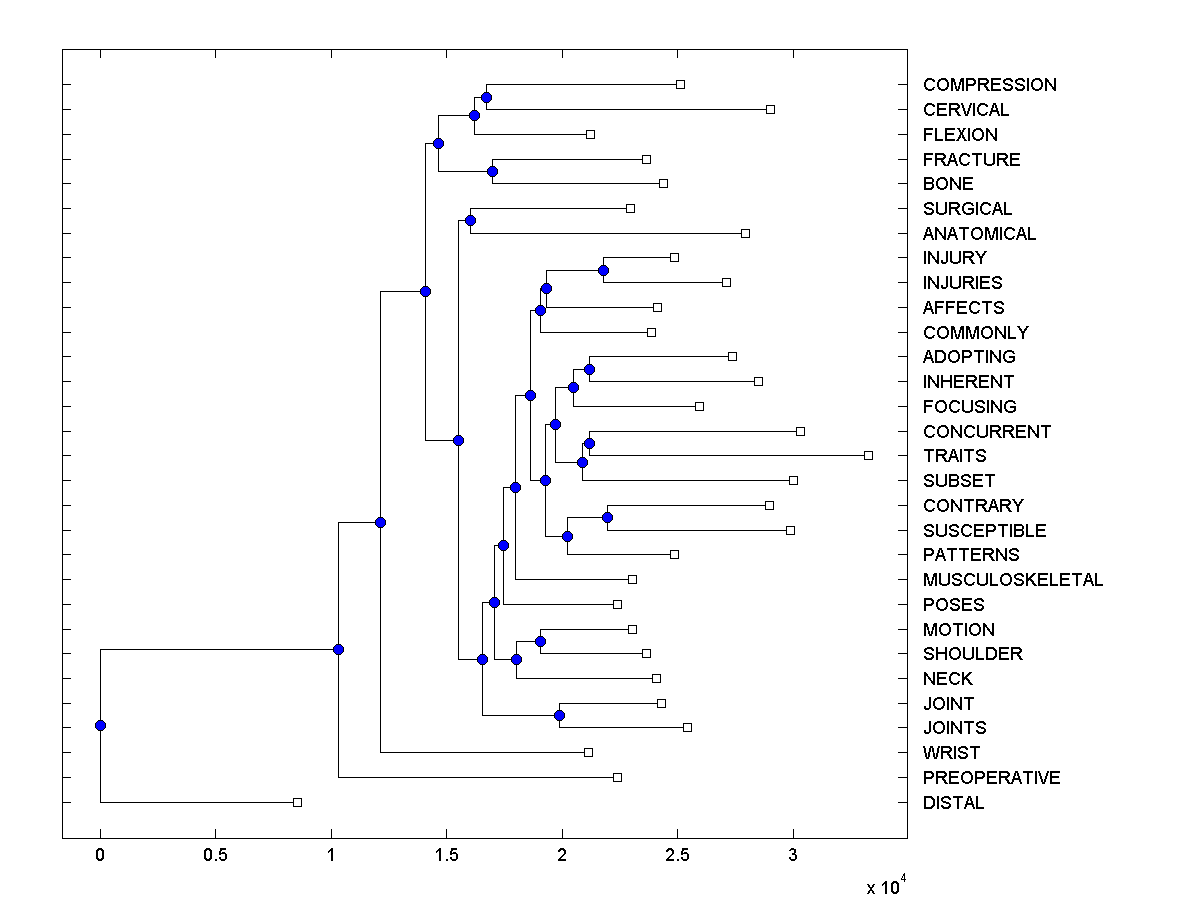 COMPRESSION
CERVICAL
FLEXION
FRACTURE
BONE
SURGICAL
ANATOMICAL
INJURY
INJURIES
AFFECTS
COMMONLY
ADOPTING
INHERENT
FOCUSING
CONCURRENT
TRAITS
SUBSET
CONTRARY
SUSCEPTIBLE
PATTERNS
MUSCULOSKELETAL
POSES
MOTION
SHOULDER
NECK
JOINT
JOINTS
WRIST
PREOPERATIVE
DISTAL
0 0.5 1 1.5 2 2.5 3
x 10^4